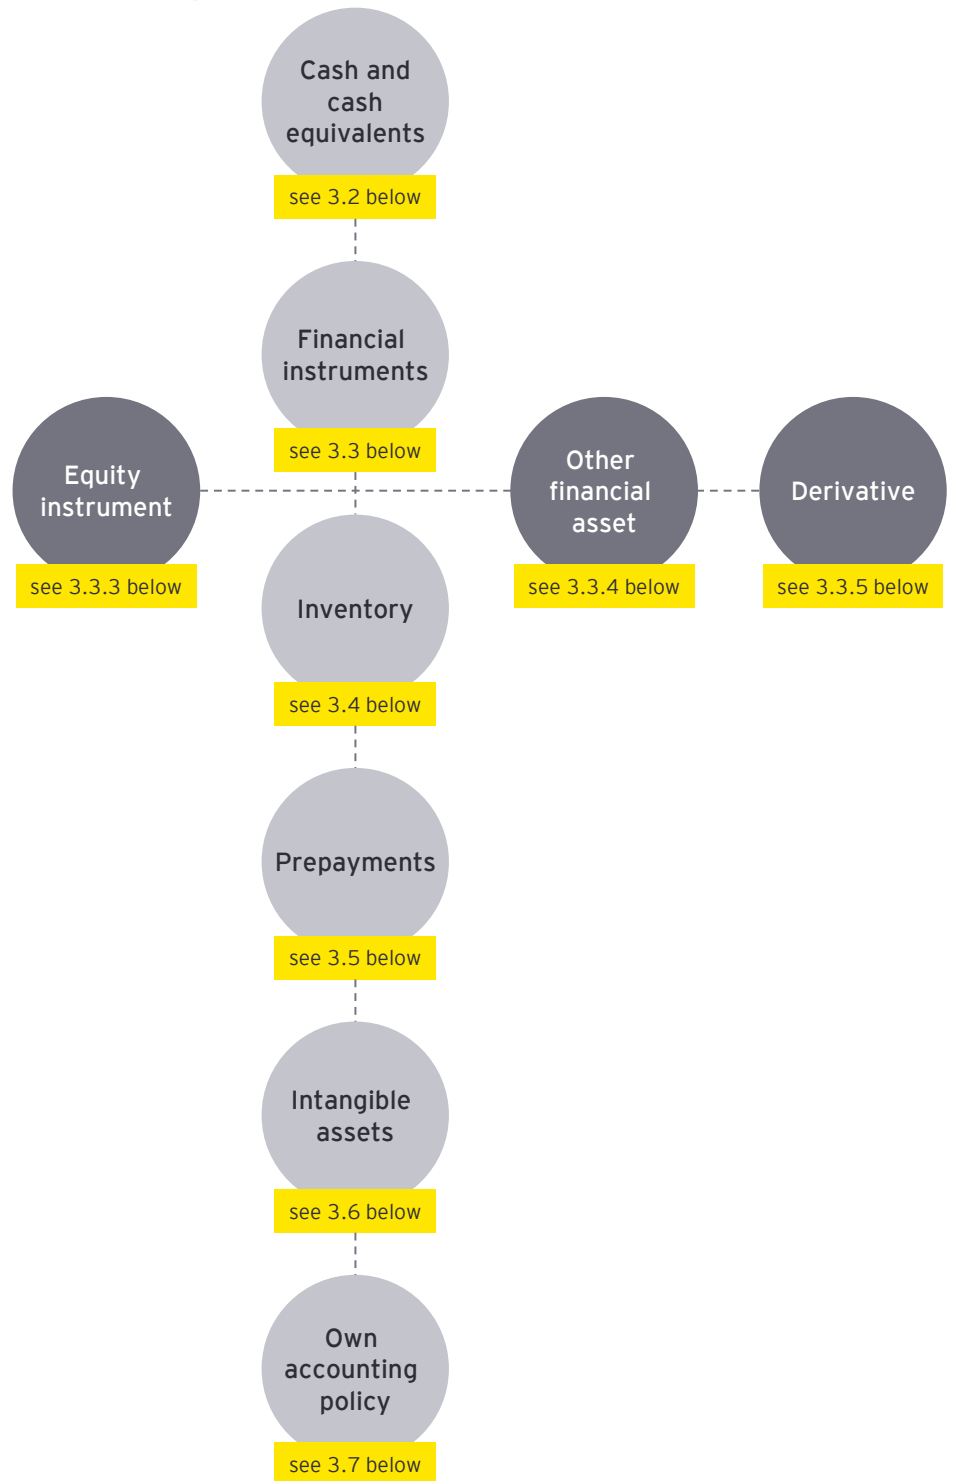 Cash and
cash
equivalents
see 3.2 below
Financial
instruments
see 3.3 below
Equity
instrument
see 3.3.3 below
Other
financial
asset
see 3.3.4 below
Derivative
see 3.3.5 below
Inventory
see 3.4 below
Prepayments
see 3.5 below
Intangible
assets
see 3.6 below
Own
accounting
policy
see 3.7 below